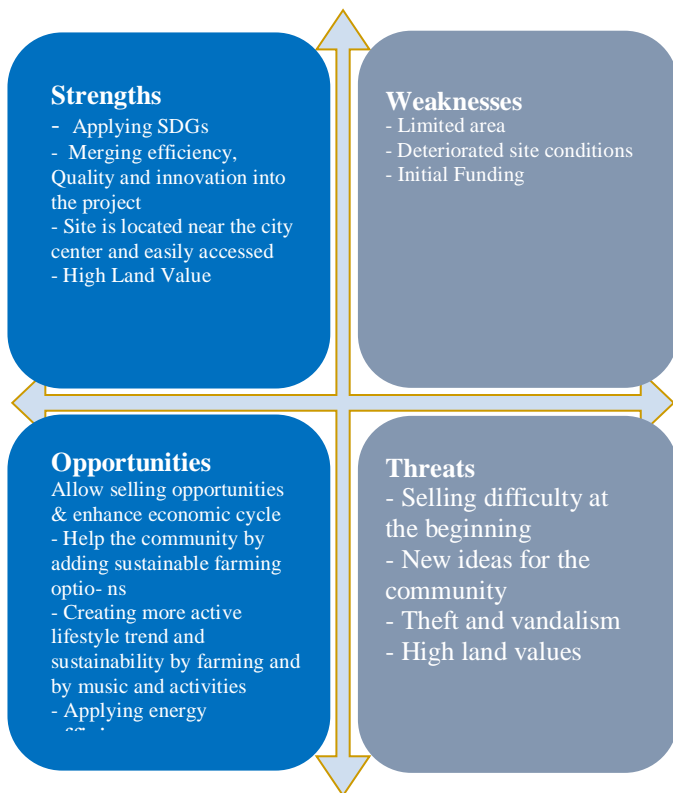 Strengths
- Applying SDGs
- Merging efficiency,
Quality and innovation into
the project
- Site is located near the city
center and easily accessed
- High Land Value
Weaknesses
- Limited area
- Deteriorated site conditions
- Initial Funding
Opportunities
Allow selling opportunities
& enhance economic cycle
- Help the community by
adding sustainable farming
optio- ns
- Creating more active
lifestyle trend and
sustainability by farming and
by music and activities
- Applying energy
Threats
- Selling difficulty at
the beginning
- New ideas for the
community
- Theft and vandalism
- High land values